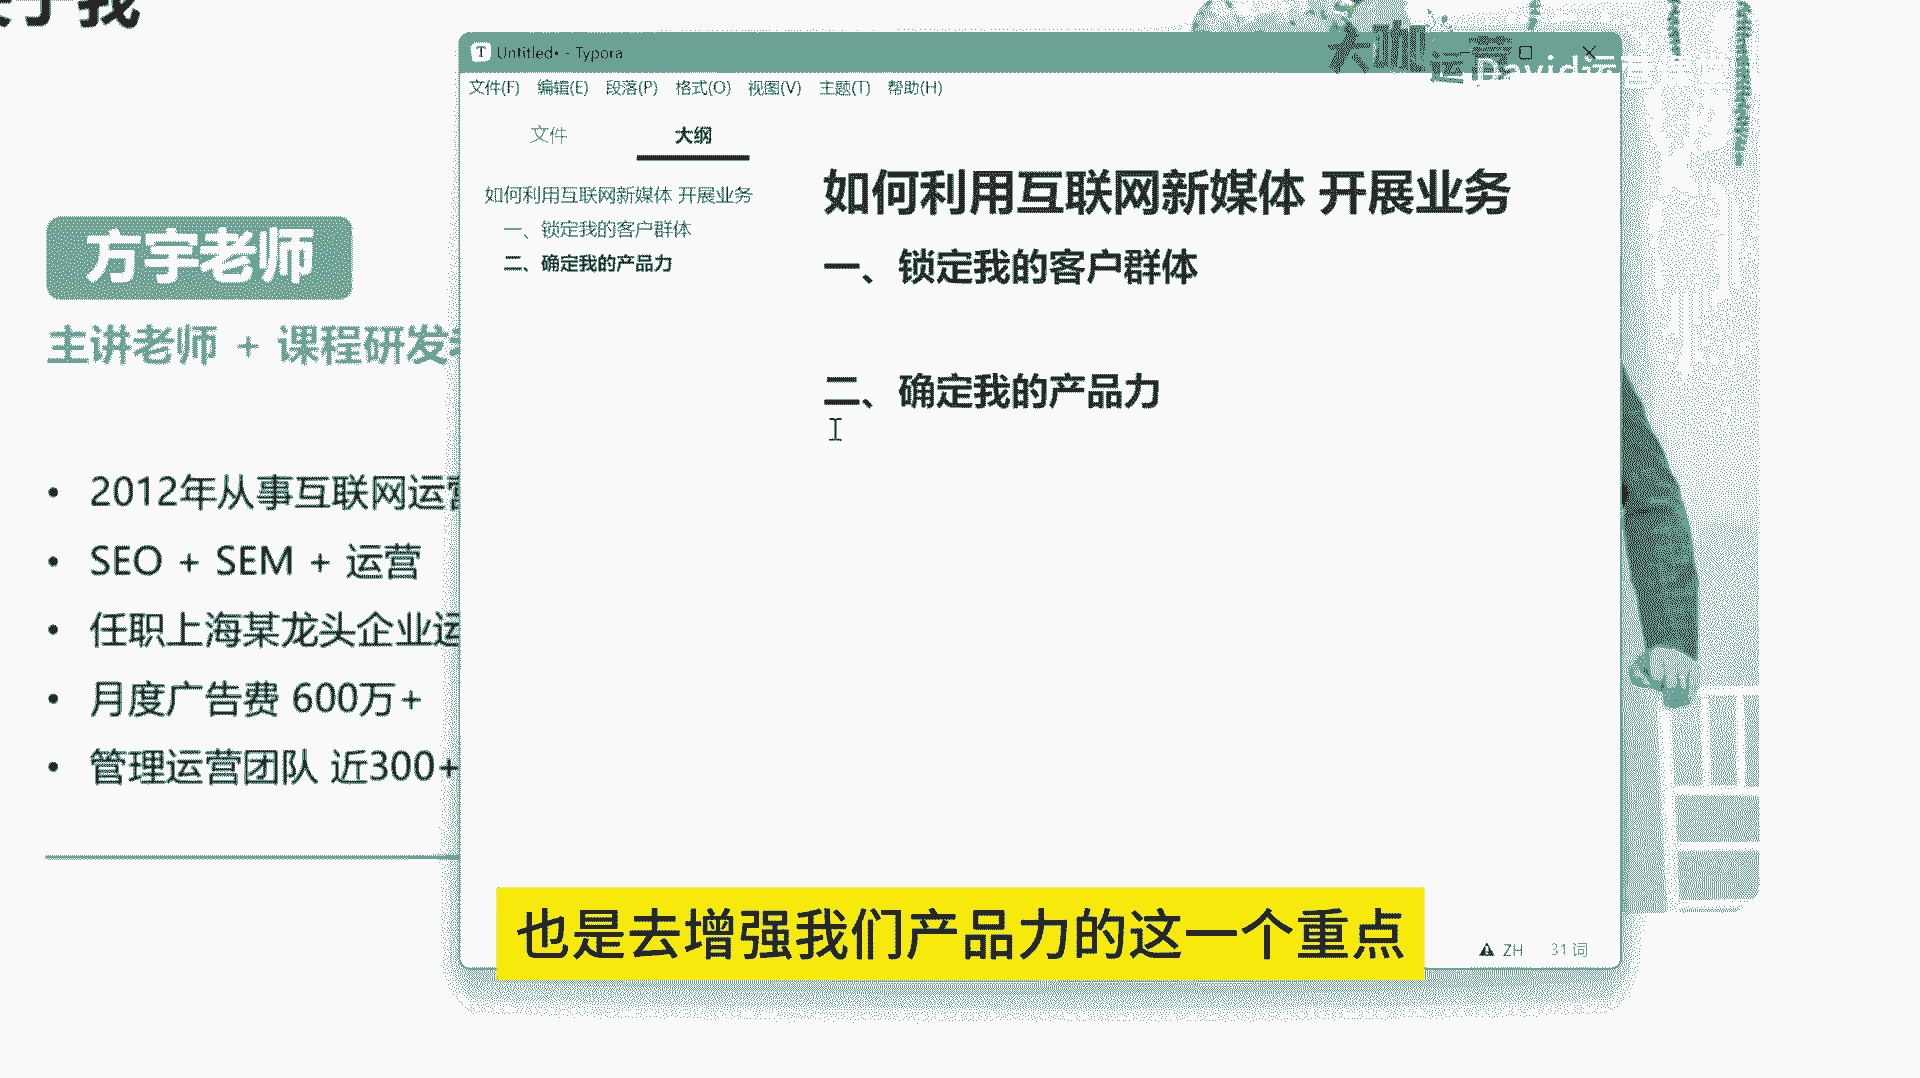 我
大咖
运营
Untitled• - Typora
David运营
文件(F) 编辑(E) 段落(P) 格式(O) 视图(V) 主题(T) 帮助(H)
文件 大纲
如何利用互联网新媒体 开展业务
一、锁定我的客户群体
二、确定我的产品力
如何利用互联网新媒体 开展业务
一、锁定我的客户群体
二、确定我的产品力
方宇老师
主讲老师 + 课程研发
• 2012年从事互联网运营
• SEO + SEM + 运营
• 任职上海某龙头企业运
• 月度广告费 600万+
• 管理运营团队 近300+
也是去增强我们产品力的这一个重点
ZH 31 词